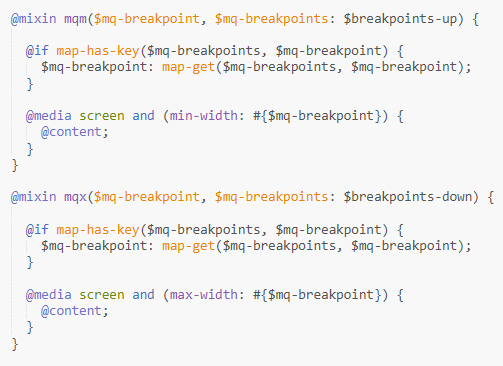 @mixin mqm($mq-breakpoint, $mq-breakpoints: $breakpoints-up) {
@if map-has-key($mq-breakpoints, $mq-breakpoint) {
$mq-breakpoint: map-get($mq-breakpoints, $mq-breakpoint);
}
@media screen and (min-width: #{$mq-breakpoint}) {
@content;
}
}
@mixin mqx($mq-breakpoint, $mq-breakpoints: $breakpoints-down) {
@if map-has-key($mq-breakpoints, $mq-breakpoint) {
$mq-breakpoint: map-get($mq-breakpoints, $mq-breakpoint);
}
@media screen and (max-width: #{$mq-breakpoint}) {
@content;
}
}